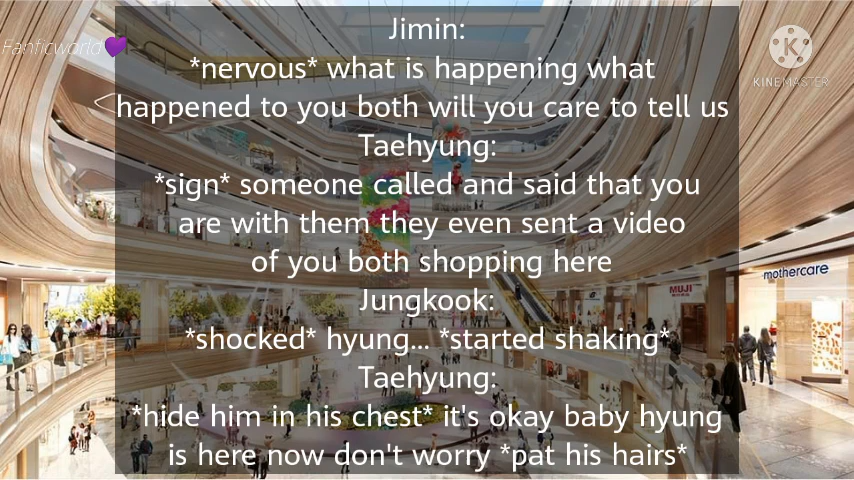 Fanficworld💜
KINEMASTER
Jimin:
*nervous* what is happening what
happened to you both will you care to tell us
Taehyung:
*sign* someone called and said that you
are with them they even sent a video
of you both shopping here
Jungkook:
*shocked* hyung... *started shaking*
Taehyung:
*hide him in his chest* it's okay baby hyung
is here now don't worry *pat his hairs*
mothercare
MUJI